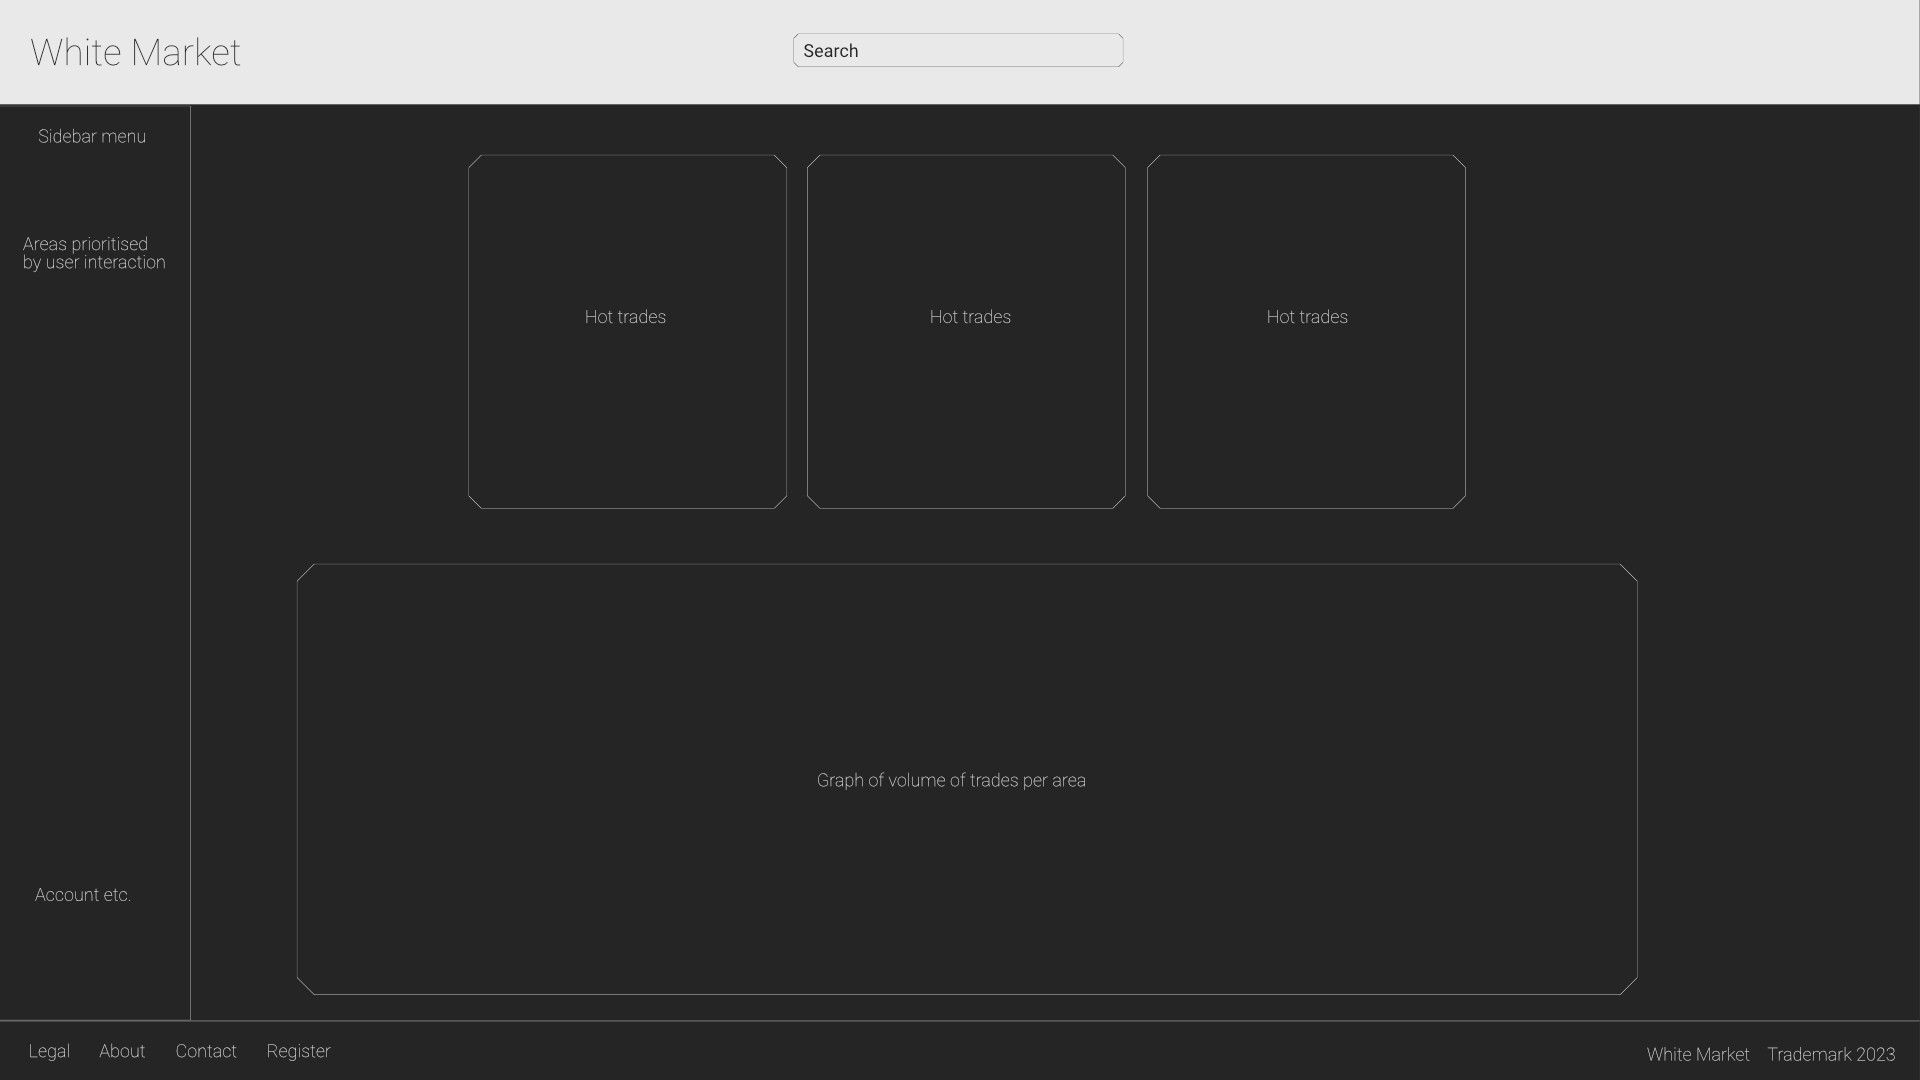 White Market
Search
Sidebar menu
Areas prioritised
by user interaction
Hot trades
Hot trades
Hot trades
Graph of volume of trades per area
Account etc.
Legal
About
Contact
Register
White Market
Trademark 2023